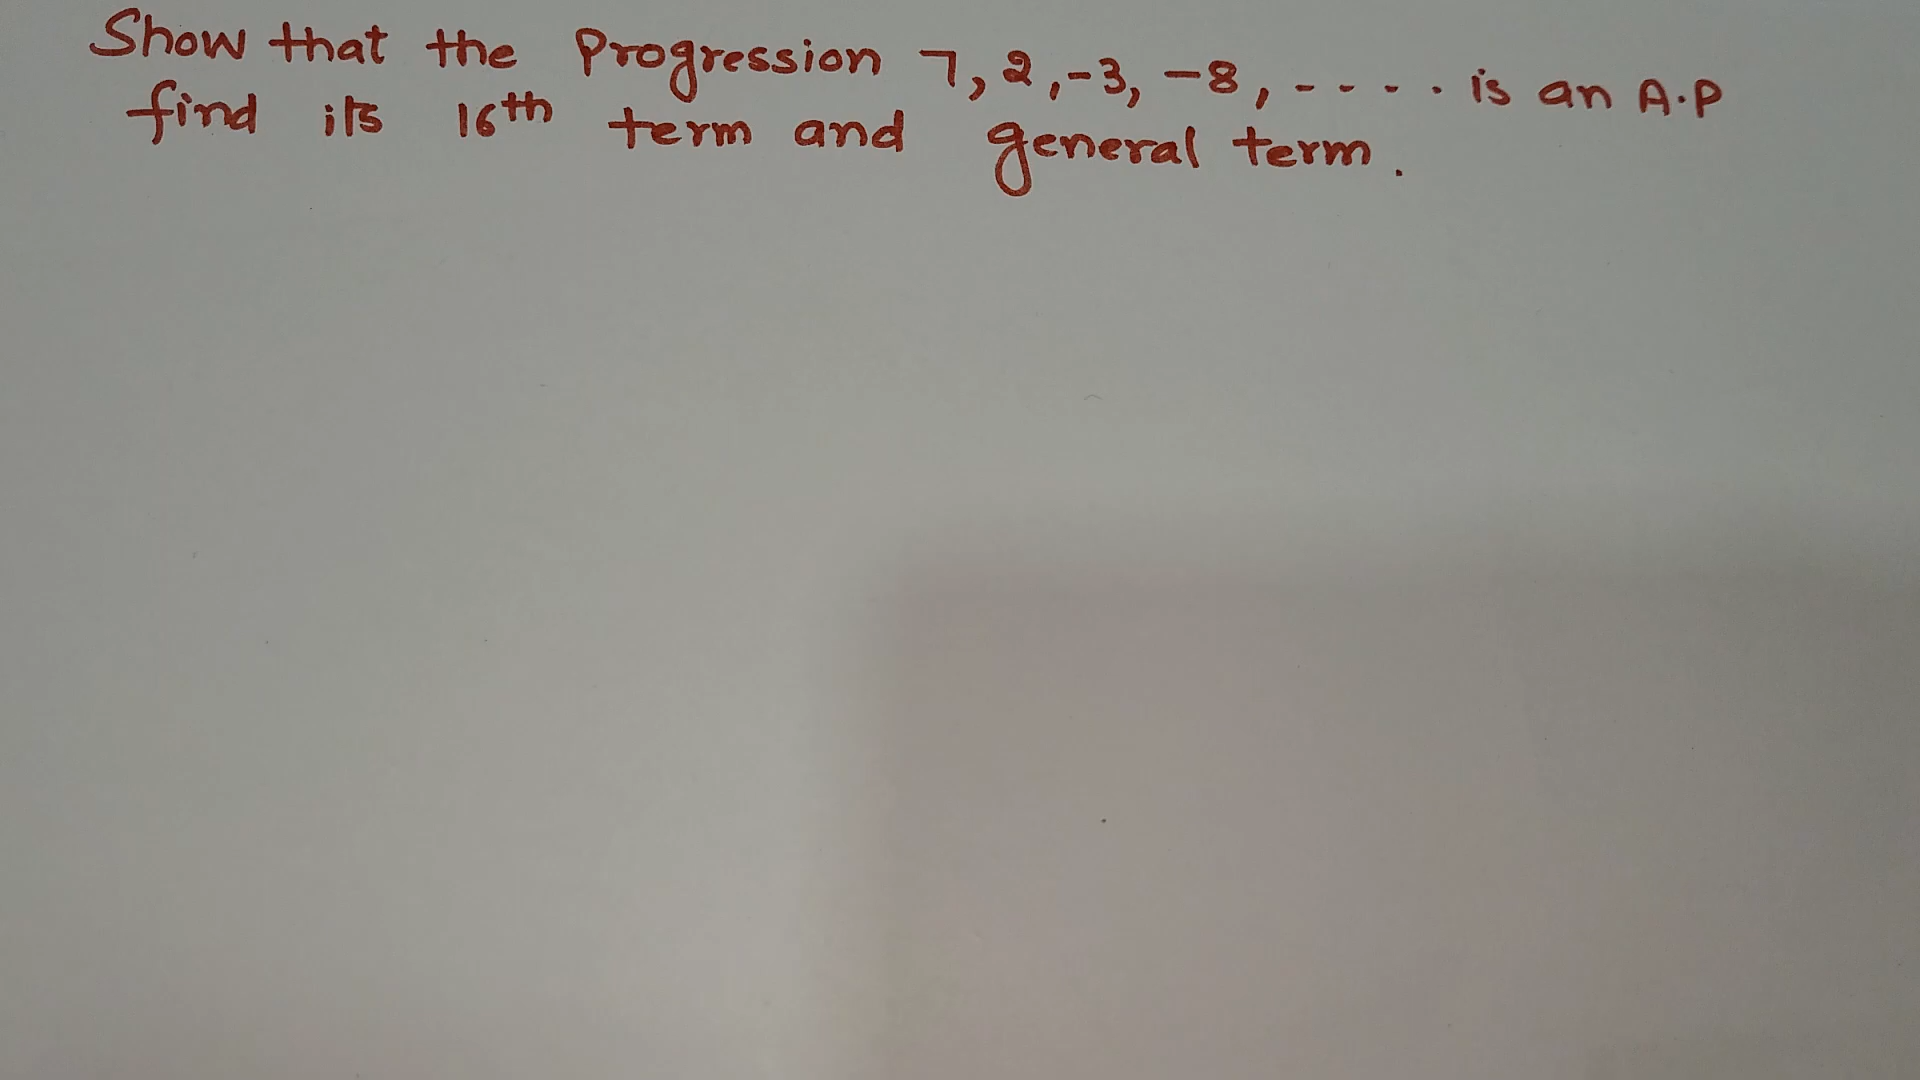 Show that the Progression 7, 2, -3, -8, - - - - . is an A.P
find its 16th term and general term.